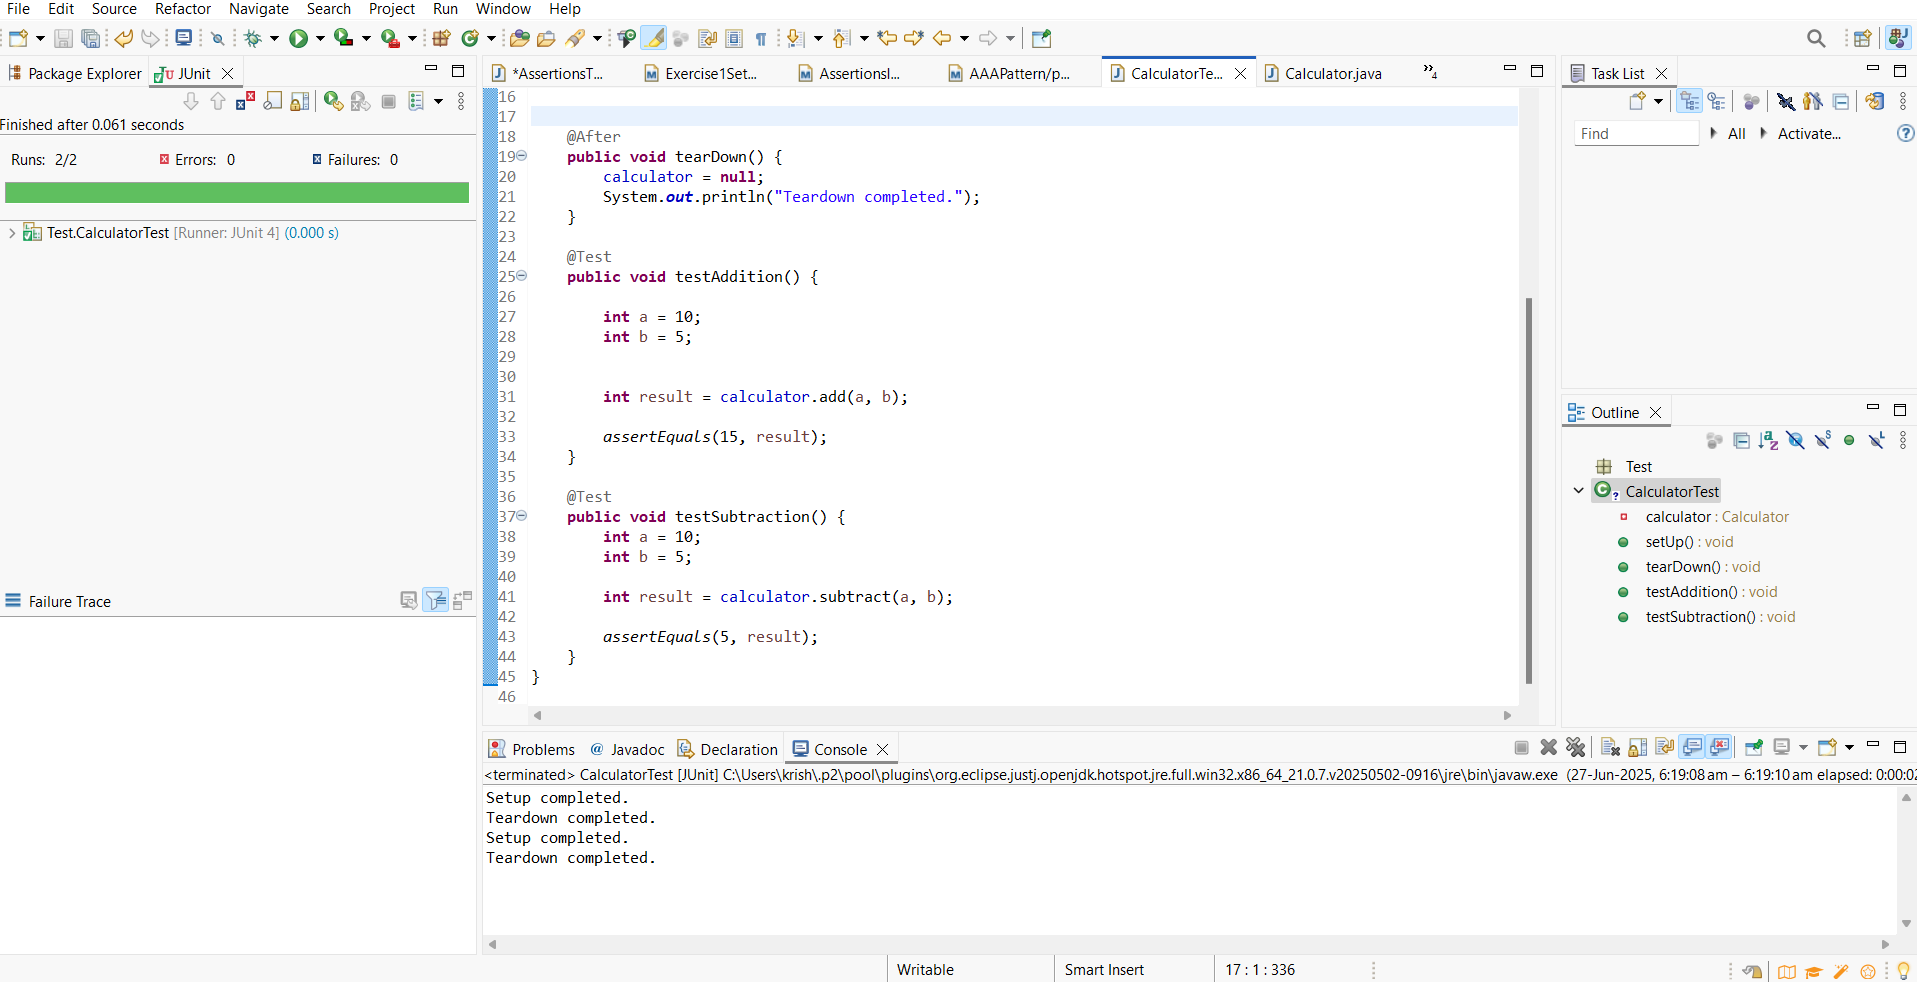 File Edit Source Refactor Navigate Search Project Run Window Help
Package Explorer JUnit
Finished after 0.061 seconds
Runs: 2/2 Errors: 0 Failures: 0
Test.CalculatorTest [Runner: JUnit 4] (0.000 s)
Failure Trace
*AssertionsT... Exercise1Set... AssertionsI... AAAPattern/p... CalculatorTe... Calculator.java »4
16
17
18 @After
19 public void tearDown() {
20 calculator = null;
21 System.out.println("Teardown completed.");
22 }
23
24 @Test
25 public void testAddition() {
26
27 int a = 10;
28 int b = 5;
29
30
31 int result = calculator.add(a, b);
32
33 assertEquals(15, result);
34 }
35
36 @Test
37 public void testSubtraction() {
38 int a = 10;
39 int b = 5;
40
41 int result = calculator.subtract(a, b);
42
43 assertEquals(5, result);
44 }
45 }
46
Task List
Find All Activate...
Outline
Test
CalculatorTest
calculator : Calculator
setUp() : void
tearDown() : void
testAddition() : void
testSubtraction() : void
Problems @ Javadoc Declaration Console
<terminated> CalculatorTest [JUnit] C:\Users\krish\.p2\pool\plugins\org.eclipse.justj.openjdk.hotspot.jre.full.win32.x86_64_21.0.7.v20250502-0916\jre\bin\javaw.exe (27-Jun-2025, 6:19:08 am – 6:19:10 am elapsed: 0:00:02
Setup completed.
Teardown completed.
Setup completed.
Teardown completed.
Writable Smart Insert 17 : 1 : 336